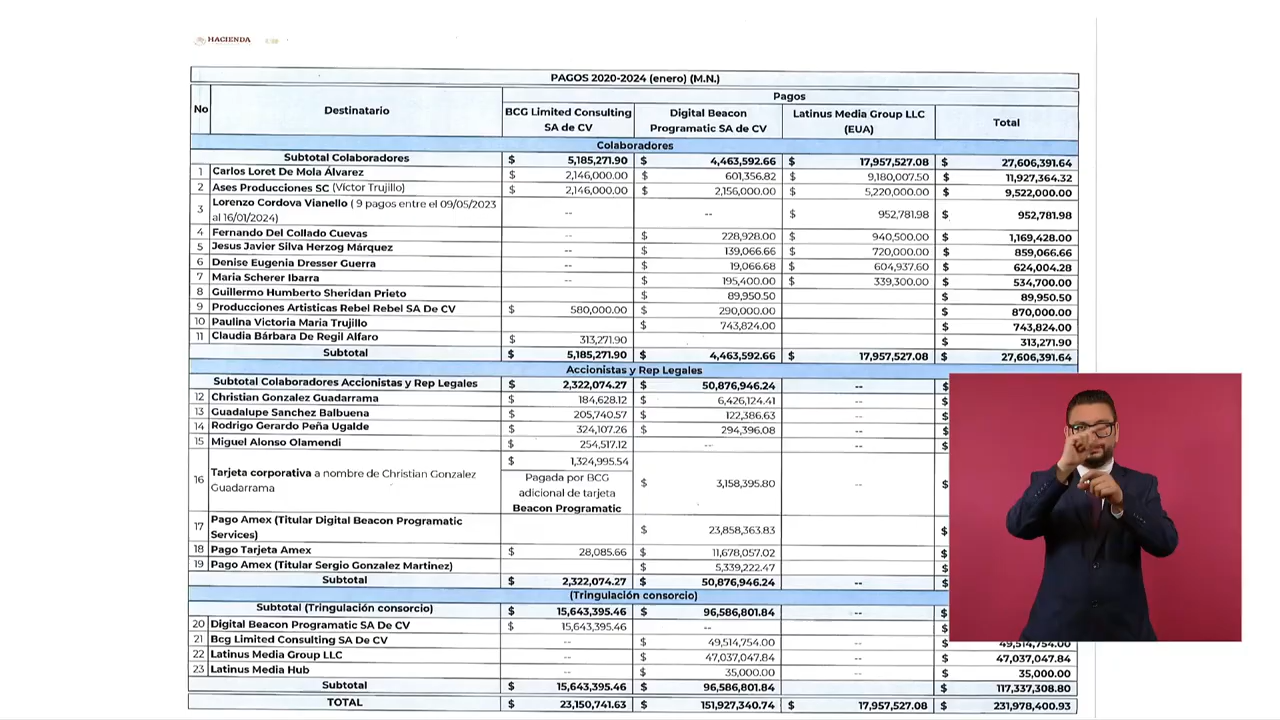 HACIENDA
PAGOS 2020-2024 (enero) (M.N.)
No Destinatario Pagos
BCG Limited Consulting SA de CV Digital Beacon Programatic SA de CV Latinus Media Group LLC (EUA) Total
Colaboradores
Subtotal Colaboradores $ 5,185,271.90 $ 4,463,592.66 $ 17,957,527.08 $ 27,606,391.64
1 Carlos Loret De Mola Álvarez $ 2,146,000.00 $ 601,356.82 $ 9,180,007.50 $ 11,927,364.32
2 Ases Producciones SC (Víctor Trujillo) $ 2,146,000.00 $ 2,156,000.00 $ 5,220,000.00 $ 9,522,000.00
3 Lorenzo Cordova Vianello ( 9 pagos entre el 09/05/2023 al 16/01/2024) -- -- $ 952,781.98 $ 952,781.98
4 Fernando Del Collado Cuevas -- $ 228,928.00 $ 940,500.00 $ 1,169,428.00
5 Jesus Javier Silva Herzog Márquez -- $ 139,066.66 $ 720,000.00 $ 859,066.66
6 Denise Eugenia Dresser Guerra -- $ 19,066.68 $ 604,937.60 $ 624,004.28
7 Maria Scherer Ibarra -- $ 195,400.00 $ 339,300.00 $ 534,700.00
8 Guillermo Humberto Sheridan Prieto $ 89,950.50 $ 89,950.50
9 Producciones Artisticas Rebel Rebel SA De CV $ 580,000.00 $ 290,000.00 $ 870,000.00
10 Paulina Victoria Maria Trujillo $ 743,824.00 $ 743,824.00
11 Claudia Bárbara De Regil Alfaro $ 313,271.90 $ 313,271.90
Subtotal $ 5,185,271.90 $ 4,463,592.66 $ 17,957,527.08 $ 27,606,391.64
Accionistas y Rep Legales
Subtotal Colaboradores Accionistas y Rep Legales $ 2,322,074.27 $ 50,876,946.24 -- $
12 Christian Gonzalez Guadarrama $ 184,628.12 $ 6,426,124.41 -- $
13 Guadalupe Sanchez Balbuena $ 205,740.57 $ 122,386.63 -- $
14 Rodrigo Gerardo Peña Ugalde $ 324,107.26 $ 294,396.08 -- $
15 Miguel Alonso Olamendi $ 254,517.12 -- -- $
16 Tarjeta corporativa a nombre de Christian Gonzalez Guadarrama $ 1,324,995.54 Pagada por BCG adicional de tarjeta Beacon Programatic $ 3,158,395.80 -- $
17 Pago Amex (Titular Digital Beacon Programatic Services) $ 23,858,363.83 $
18 Pago Tarjeta Amex $ 28,085.66 $ 11,678,057.02 $
19 Pago Amex (Titular Sergio Gonzalez Martinez) $ 5,339,222.47 $
Subtotal $ 2,322,074.27 $ 50,876,946.24 -- $
(Tringulación consorcio)
Subtotal (Tringulación consorcio) $ 15,643,395.46 $ 96,586,801.84 -- $
20 Digital Beacon Programatic SA De CV $ 15,643,395.46 -- $
21 Bcg Limited Consulting SA De CV -- $ 49,514,754.00 -- $ 49,514,754.00
22 Latinus Media Group LLC -- $ 47,037,047.84 -- $ 47,037,047.84
23 Latinus Media Hub -- $ 35,000.00 -- $ 35,000.00
Subtotal $ 15,643,395.46 $ 96,586,801.84 $ 117,337,308.80
TOTAL $ 23,150,741.63 $ 151,927,340.74 $ 17,957,527.08 $ 231,978,400.93